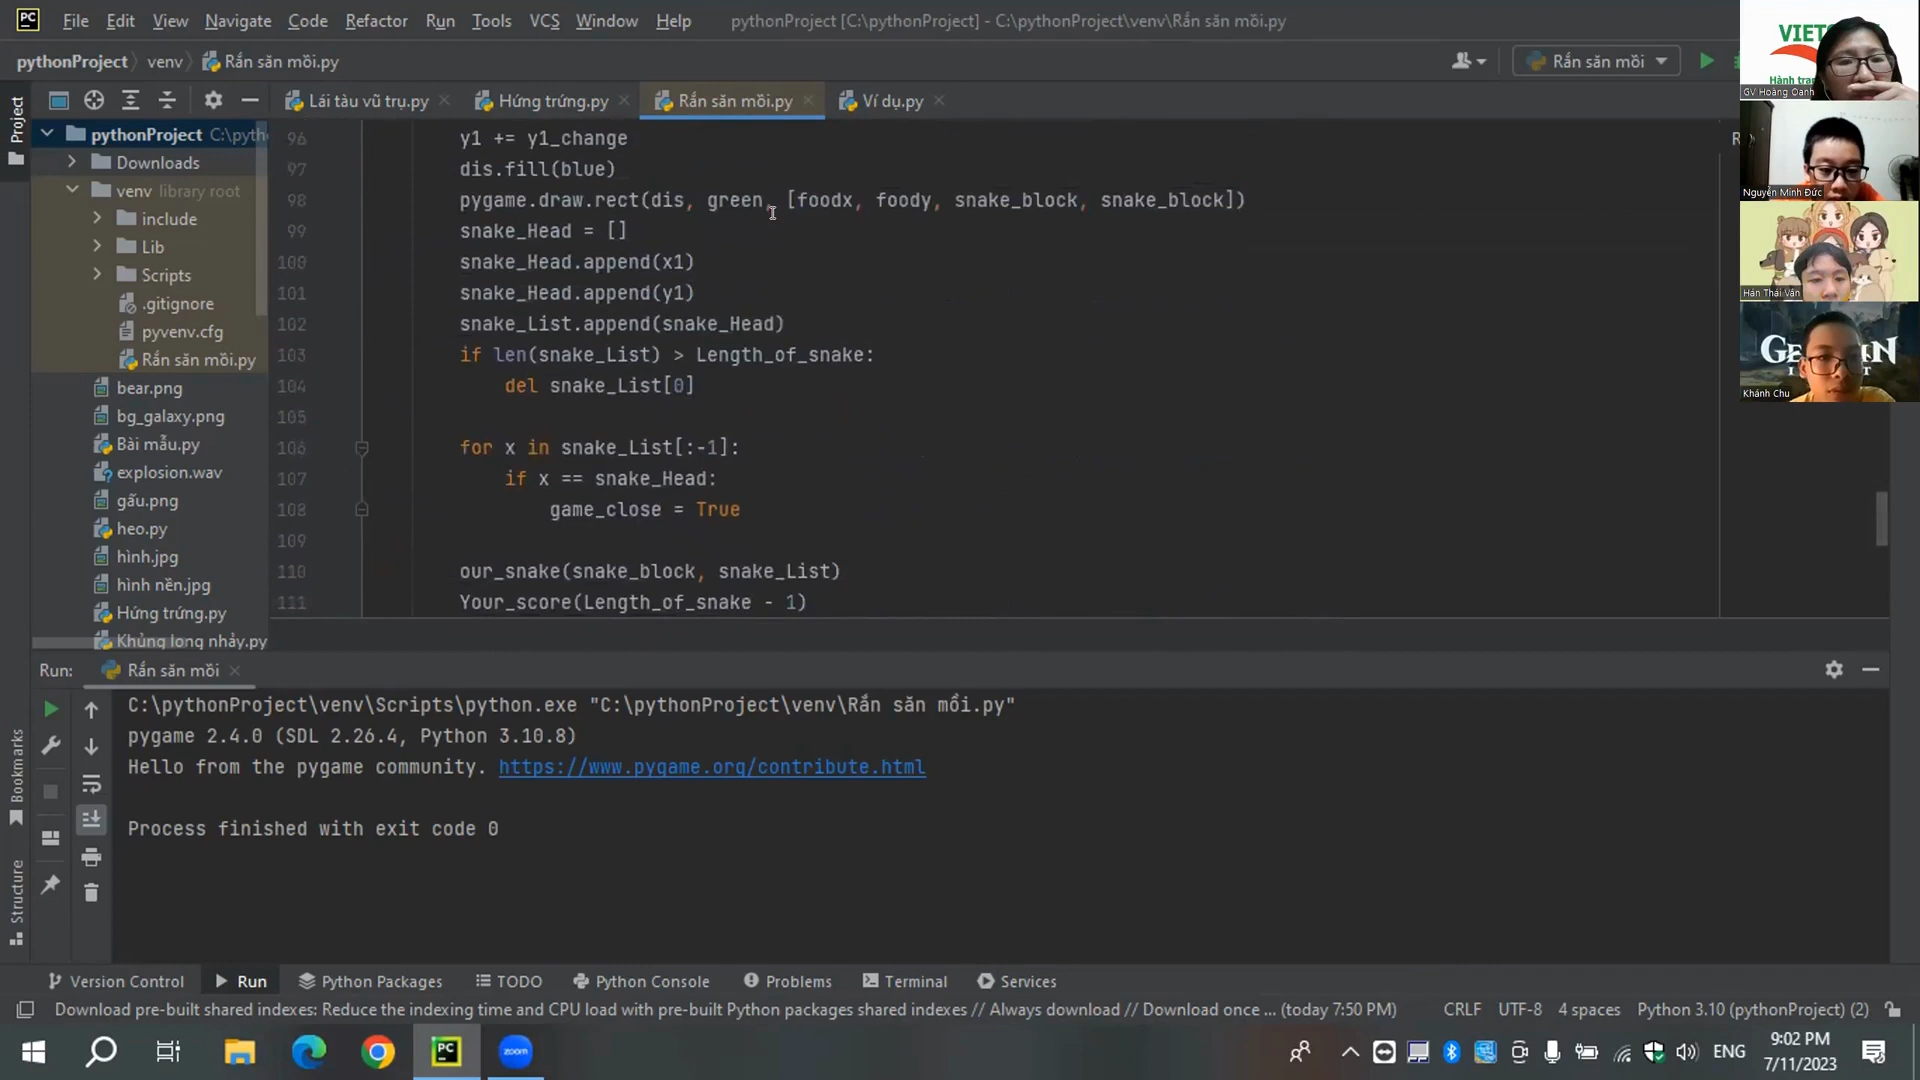 File Edit View Navigate Code Refactor Run Tools VCS Window Help pythonProject [C:\pythonProject] - C:\pythonProject\venv\Rắn săn mồi.py
pythonProject venv Rắn săn mồi.py
Rắn săn mồi
Project
Lái tàu vũ trụ.py
Hứng trứng.py
Rắn săn mồi.py
Ví dụ.py
pythonProject
Downloads
venv library root
include
Lib
Scripts
.gitignore
pyvenv.cfg
Rắn săn mồi.py
bear.png
bg_galaxy.png
Bài mẫu.py
explosion.wav
gấu.png
heo.py
hình.jpg
hình nền.jpg
Hứng trứng.py
Khủng long nhảy.py
96 y1 += y1_change
97 dis.fill(blue)
98 pygame.draw.rect(dis, green, [foodx, foody, snake_block, snake_block])
99 snake_Head = []
100 snake_Head.append(x1)
101 snake_Head.append(y1)
102 snake_List.append(snake_Head)
103 if len(snake_List) > Length_of_snake:
104 del snake_List[0]
105
106 for x in snake_List[:-1]:
107 if x == snake_Head:
108 game_close = True
109
110 our_snake(snake_block, snake_List)
111 Your_score(Length_of_snake - 1)
Hành tra
GV Hoàng Oanh
Nguyễn Minh Đức
Hán Thái Vân
Khánh Chu
Run: Rắn săn mồi
C:\pythonProject\venv\Scripts\python.exe "C:\pythonProject\venv\Rắn săn mồi.py"
pygame 2.4.0 (SDL 2.26.4, Python 3.10.8)
Hello from the pygame community. https://www.pygame.org/contribute.html
Process finished with exit code 0
Bookmarks
Structure
Version Control Run Python Packages TODO Python Console Problems Terminal Services
Download pre-built shared indexes: Reduce the indexing time and CPU load with pre-built Python packages shared indexes // Always download // Download once ... (today 7:50 PM) CRLF UTF-8 4 spaces Python 3.10 (pythonProject) (2)
PC
zoom
ENG
9:02 PM
7/11/2023